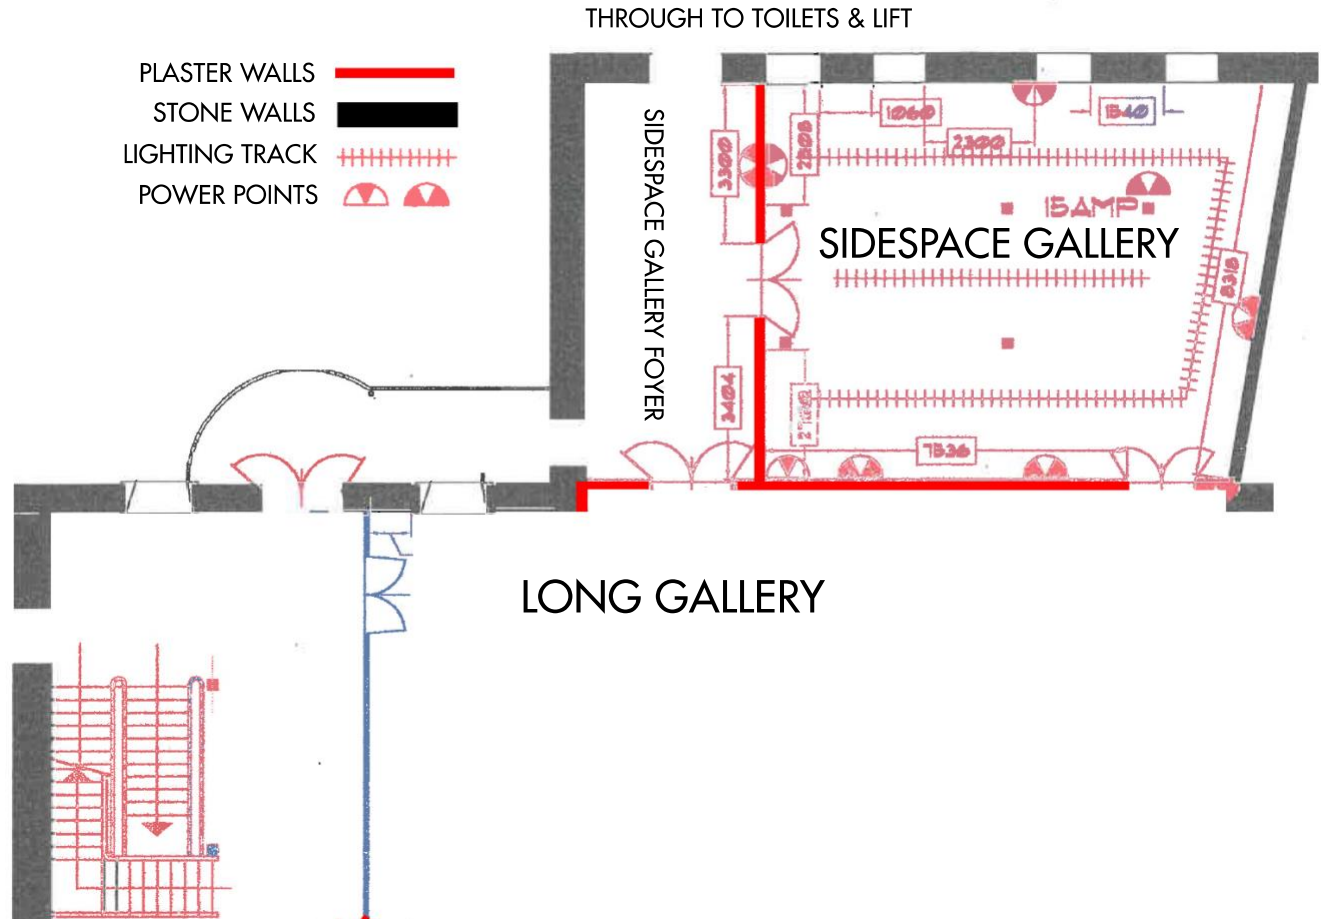 THROUGH TO TOILETS & LIFT
PLASTER WALLS
STONE WALLS
LIGHTING TRACK
POWER POINTS
SIDESPACE GALLERY FOYER
3300
1060
2300
1540
15AMP
SIDESPACE GALLERY
8318
3404
7536
LONG GALLERY